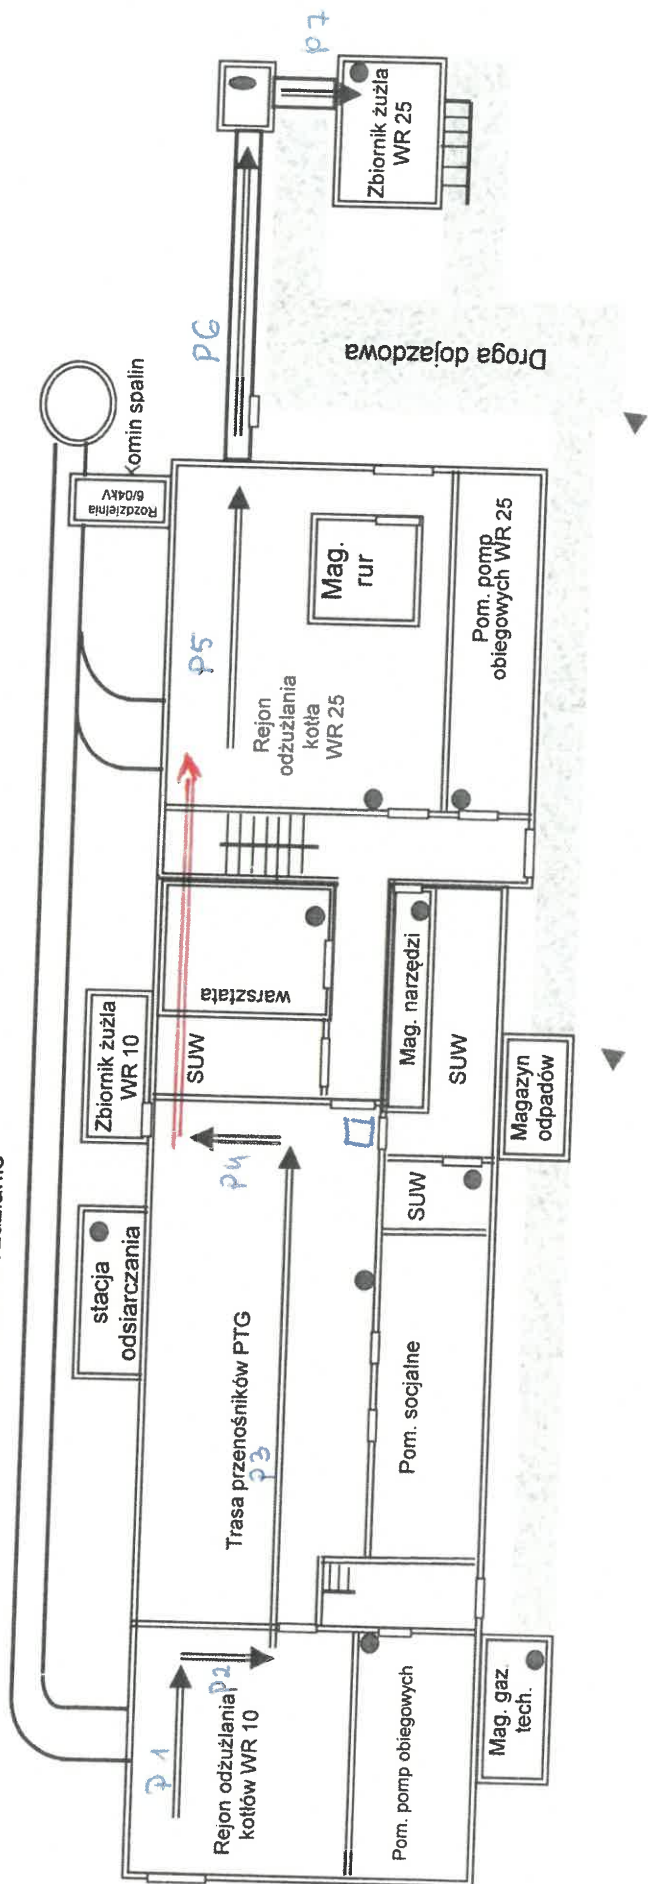 P7
Zbiornik żużla
WR 25
P6
Droga dojazdowa
Komin spalin
Rozdzielnia
6/04kV
P5
Mag.
rur
Rejon
odżużlania
kotła
WR 25
Pom. pomp
obiegowych WR 25
warsztata
Mag. narzędzi
Zbiornik żużla
WR 10
SUW
SUW
Magazyn
odpadów
P4
SUW
stacja
odsiarczania
Trasa przenośników PTG
P3
Pom. socjalne
P1
P2
Rejon odżużlania
kotłów WR 10
Pom. pomp obiegowych
Mag. gaz
tech.